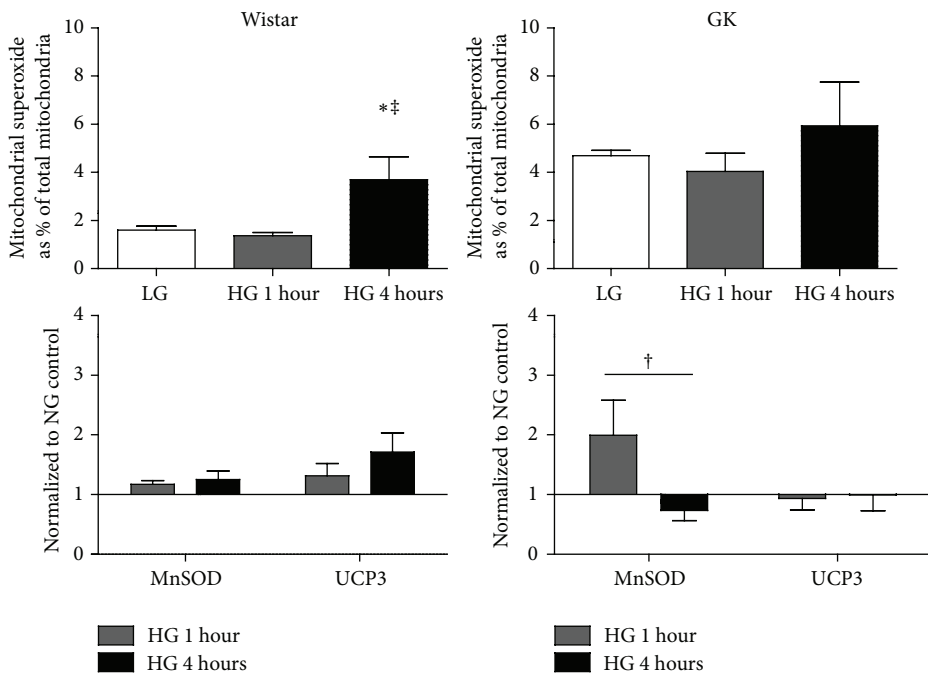 Wistar
Mitochondrial superoxide
as % of total mitochondria
10
8
6
4
2
0
*‡
LG
HG 1 hour
HG 4 hours
GK
Mitochondrial superoxide
as % of total mitochondria
10
8
6
4
2
0
LG
HG 1 hour
HG 4 hours
Normalized to NG control
4
3
2
1
0
MnSOD
UCP3
HG 1 hour
HG 4 hours
Normalized to NG control
4
3
2
1
0
†
MnSOD
UCP3
HG 1 hour
HG 4 hours